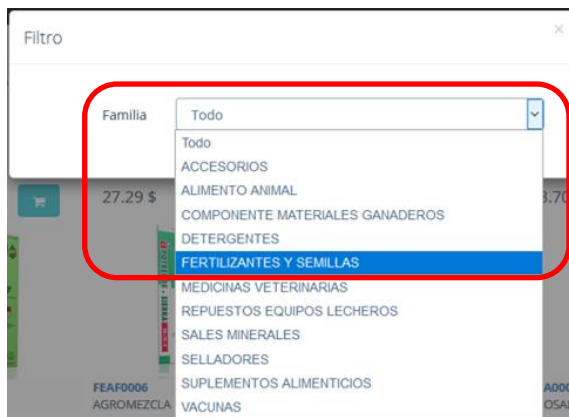 Filtro
×
Familia Todo
Todo
ACCESORIOS
ALIMENTO ANIMAL
27.29 $
COMPONENTE MATERIALES GANADEROS
DETERGENTES
FERTILIZANTES Y SEMILLAS
MEDICINAS VETERINARIAS
REPUESTOS EQUIPOS LECHEROS
SALES MINERALES
SELLADORES
SUPLEMENTOS ALIMENTICIOS
FEAF0006
AGROMEZCLA
VACUNAS